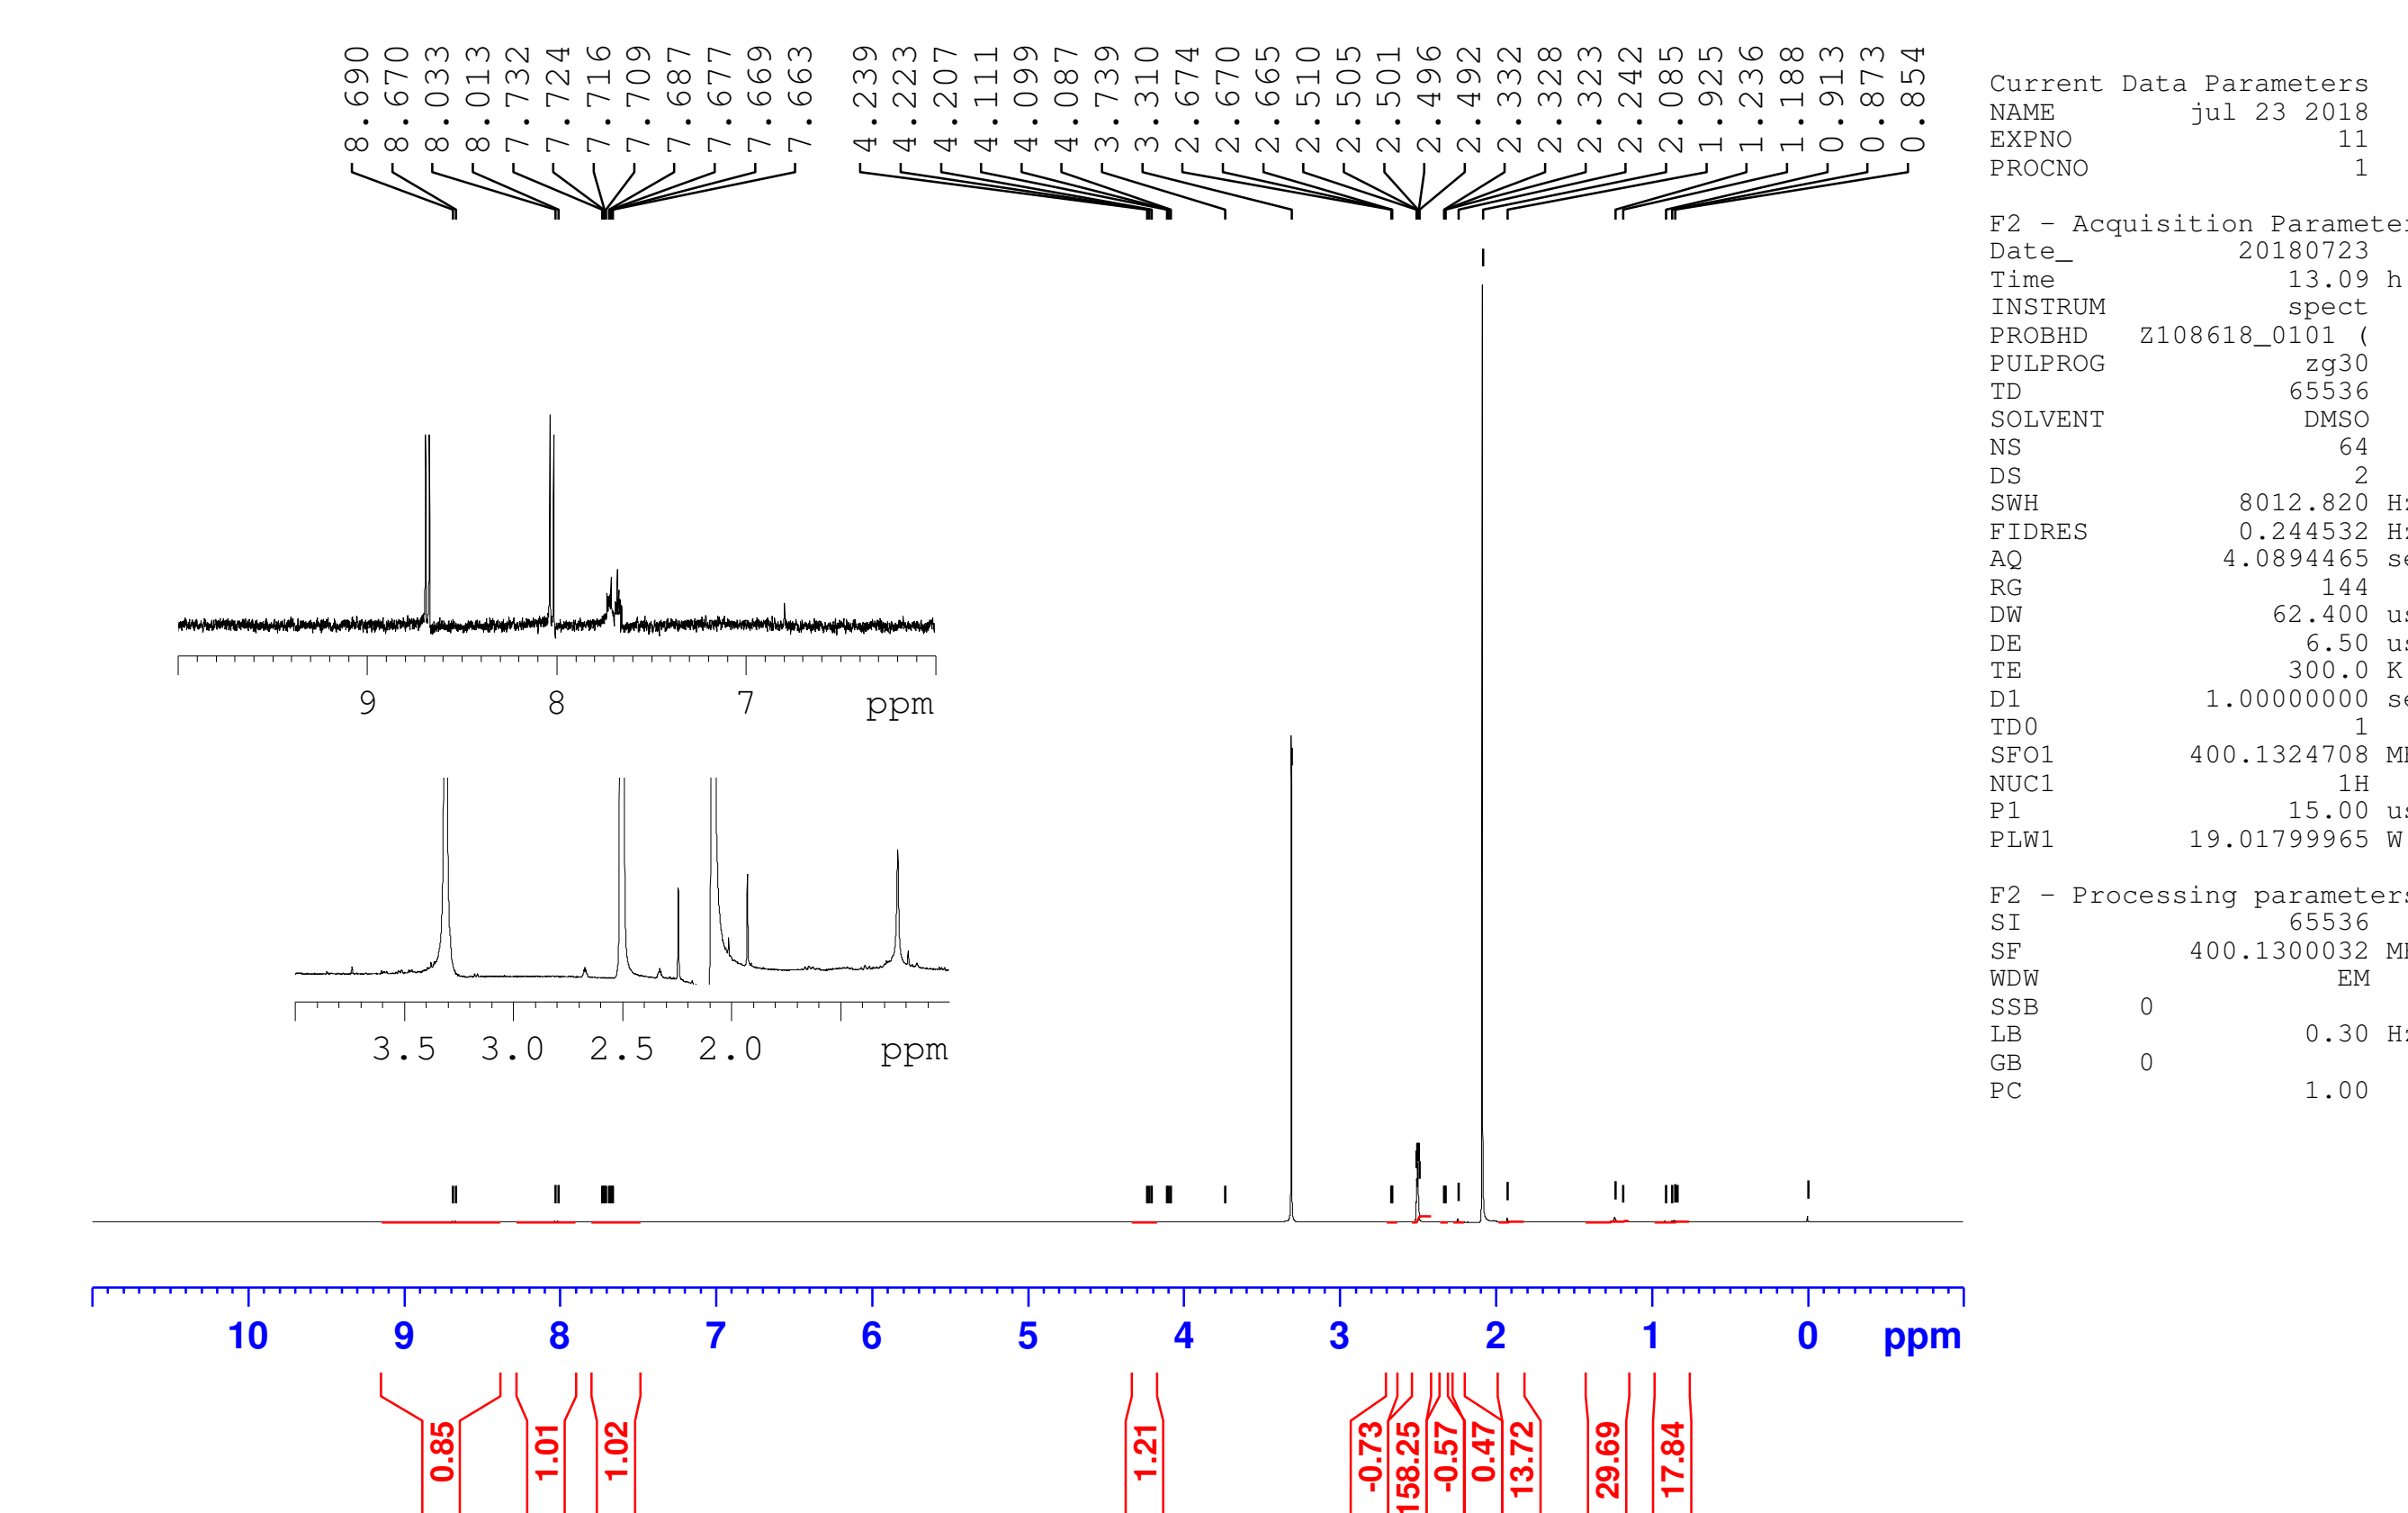 8.690 8.670 8.033 8.013 7.732 7.724 7.716 7.709 7.687 7.677 7.669 7.663 4.239 4.223 4.207 4.111 4.099 4.087 3.739 3.310 2.674 2.670 2.665 2.510 2.505 2.501 2.496 2.492 2.332 2.328 2.323 2.242 2.085 1.925 1.236 1.188 0.913 0.873 0.854
Current Data Parameters
NAME jul 23 2018
EXPNO 11
PROCNO 1
F2 - Acquisition Parameter
Date_ 20180723
Time 13.09 h
INSTRUM spect
PROBHD Z108618_0101 (
PULPROG zg30
TD 65536
SOLVENT DMSO
NS 64
DS 2
SWH 8012.820 Hz
FIDRES 0.244532 Hz
AQ 4.0894465 se
RG 144
DW 62.400 us
DE 6.50 us
TE 300.0 K
D1 1.00000000 se
TD0 1
SFO1 400.1324708 MH
NUC1 1H
P1 15.00 us
PLW1 19.01799965 W
F2 - Processing parameters
SI 65536
SF 400.1300032 MH
WDW EM
SSB 0
LB 0.30 Hz
GB 0
PC 1.00
9 8 7 ppm
3.5 3.0 2.5 2.0 ppm
10 9 8 7 6 5 4 3 2 1 0 ppm
0.85 1.01 1.02 1.21 -0.73 158.25 -0.57 0.47 13.72 29.69 17.84